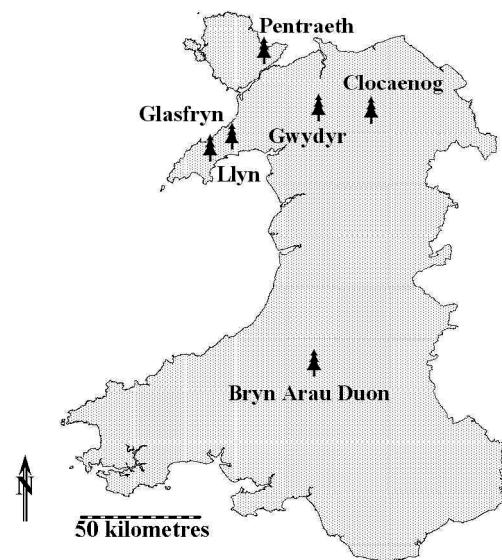 Pentraeth
Clocaenog
Glasfryn
Gwydyr
Llyn
Bryn Arau Duon
N
50 kilometres